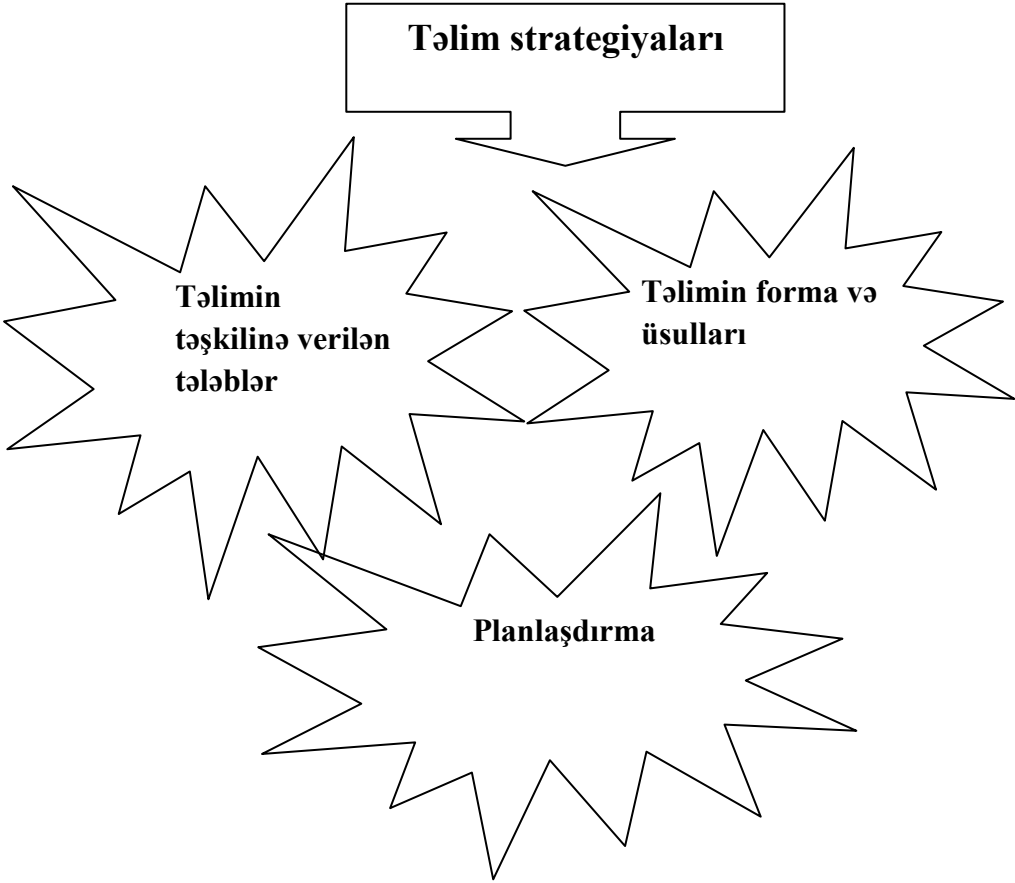 Təlim strategiyaları
Təlimin
təşkilinə verilən
tələblər
Təlimin forma və
üsulları
Planlaşdırma